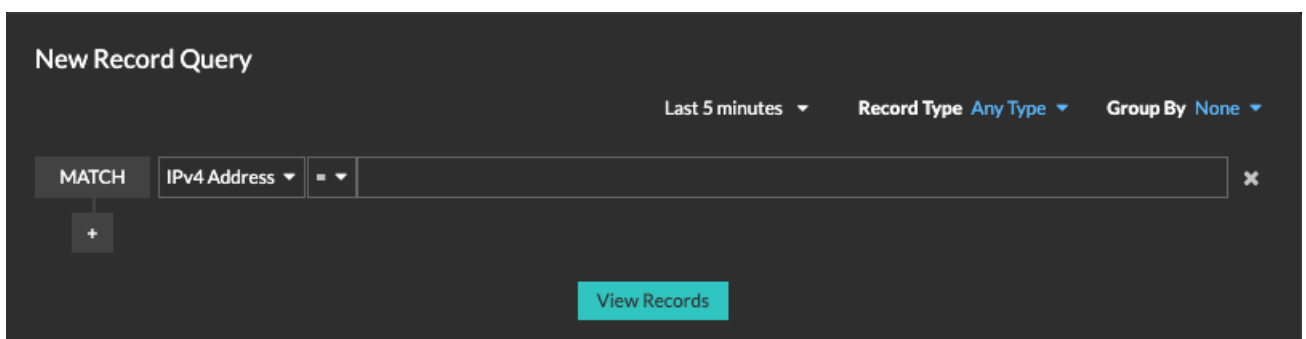 New Record Query
Last 5 minutes Record Type Any Type Group By None
MATCH IPv4 Address =
+
View Records